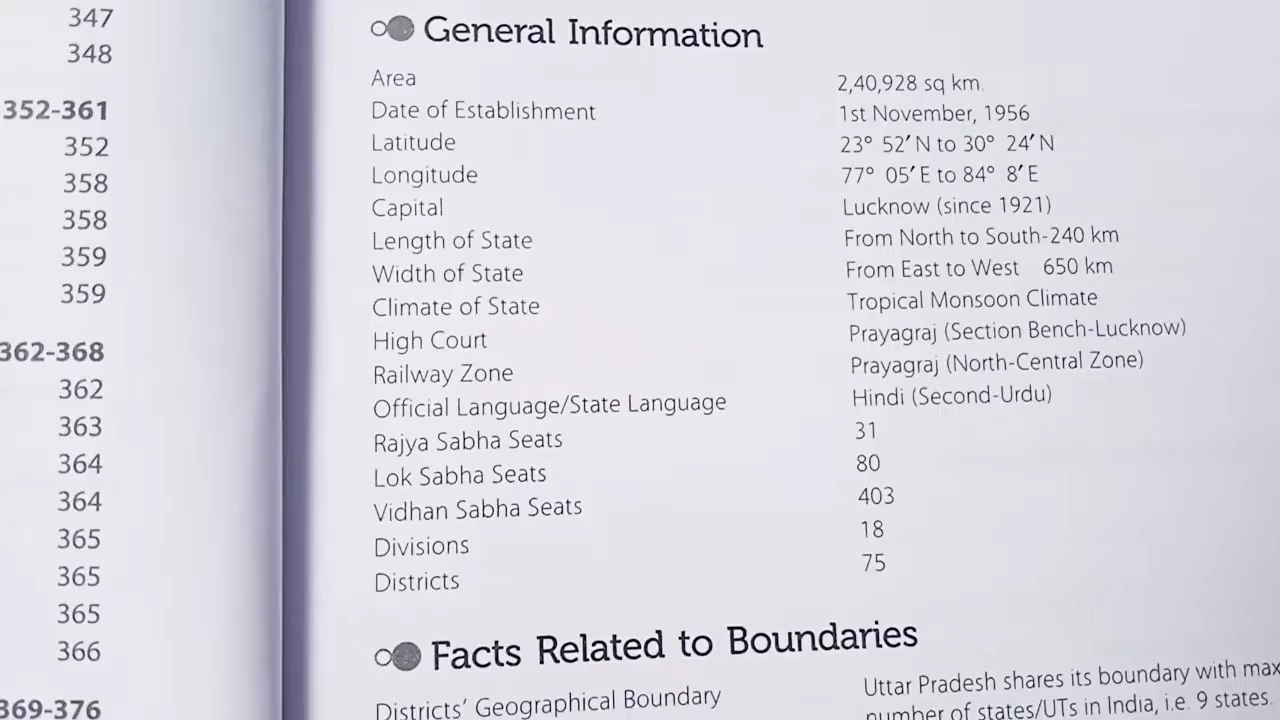 347
348
352-361
352
358
358
359
359
362-368
362
363
364
364
365
365
365
366
369-376
General Information
Area 2,40,928 sq km.
Date of Establishment 1st November, 1956
Latitude 23° 52′ N to 30° 24′ N
Longitude 77° 05′ E to 84° 8′ E
Capital Lucknow (since 1921)
Length of State From North to South-240 km
Width of State From East to West 650 km
Climate of State Tropical Monsoon Climate
High Court Prayagraj (Section Bench-Lucknow)
Railway Zone Prayagraj (North-Central Zone)
Official Language/State Language Hindi (Second-Urdu)
Rajya Sabha Seats 31
Lok Sabha Seats 80
Vidhan Sabha Seats 403
Divisions 18
Districts 75
Facts Related to Boundaries
Districts' Geographical Boundary Uttar Pradesh shares its boundary with
number of states/UTs in India, i.e. 9 states.